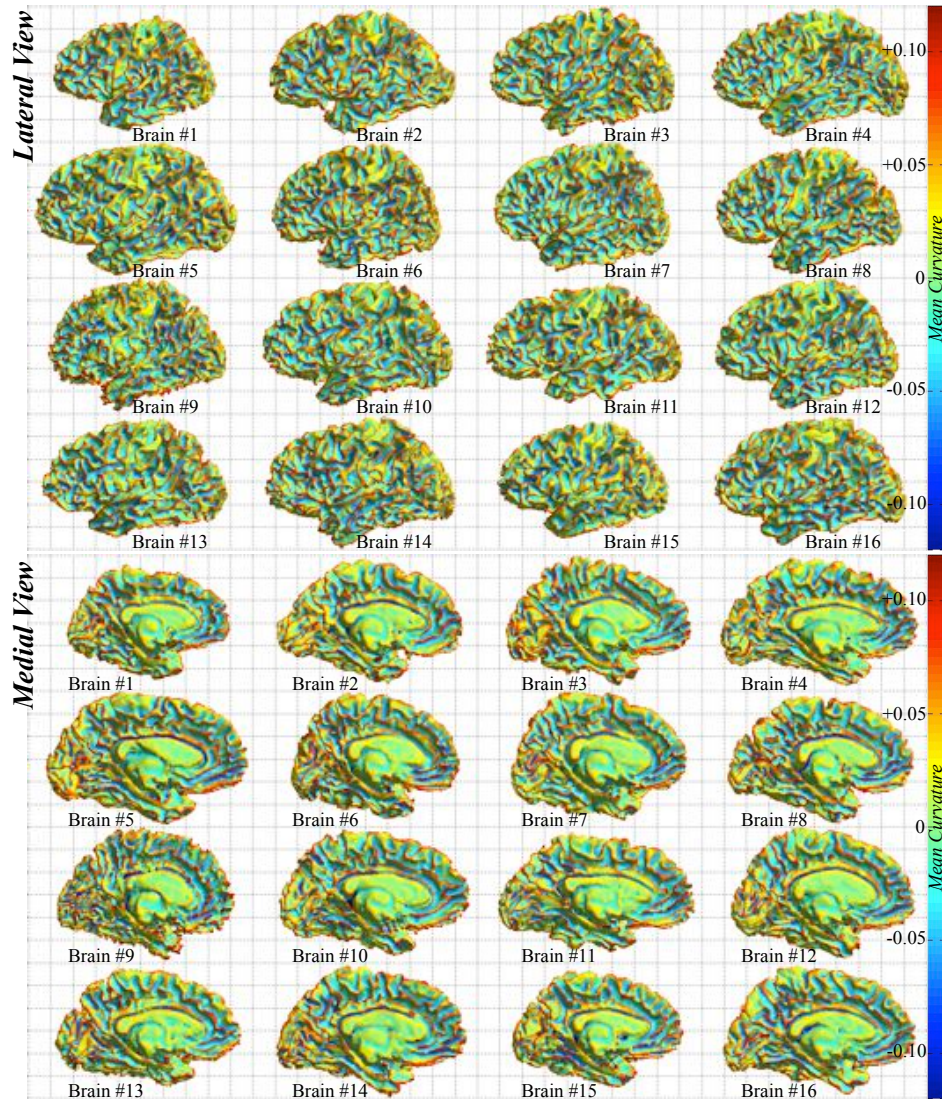 Lateral View
Brain #1
Brain #2
Brain #3
Brain #4
Brain #5
Brain #6
Brain #7
Brain #8
Brain #9
Brain #10
Brain #11
Brain #12
Brain #13
Brain #14
Brain #15
Brain #16
+0.10
+0.05
0
-0.05
-0.10
Mean Curvature
Medial View
Brain #1
Brain #2
Brain #3
Brain #4
Brain #5
Brain #6
Brain #7
Brain #8
Brain #9
Brain #10
Brain #11
Brain #12
Brain #13
Brain #14
Brain #15
Brain #16
+0.10
+0.05
0
-0.05
-0.10
Mean Curvature